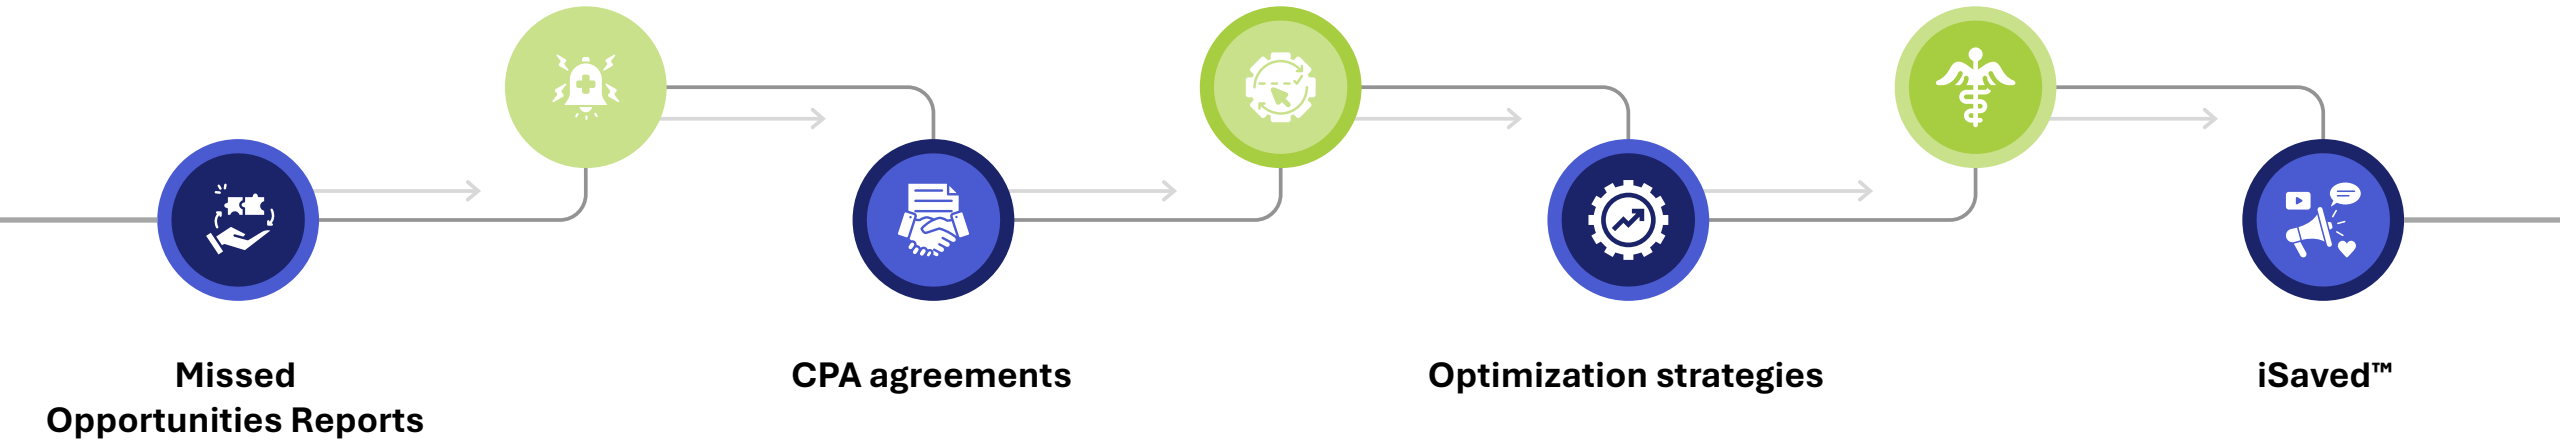 Missed
Opportunities Reports
CPA agreements
Optimization strategies
iSaved™